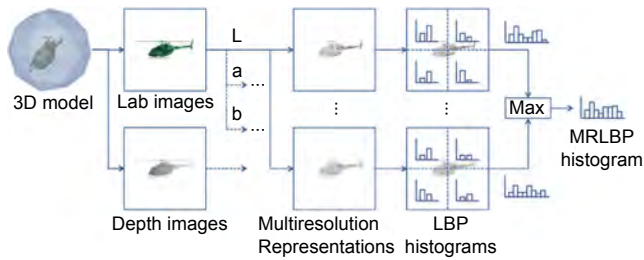 L
a ...
b ...
3D model
Lab images
Max
MRLBP
histogram
Depth images
Multiresolution
Representations
LBP
histograms